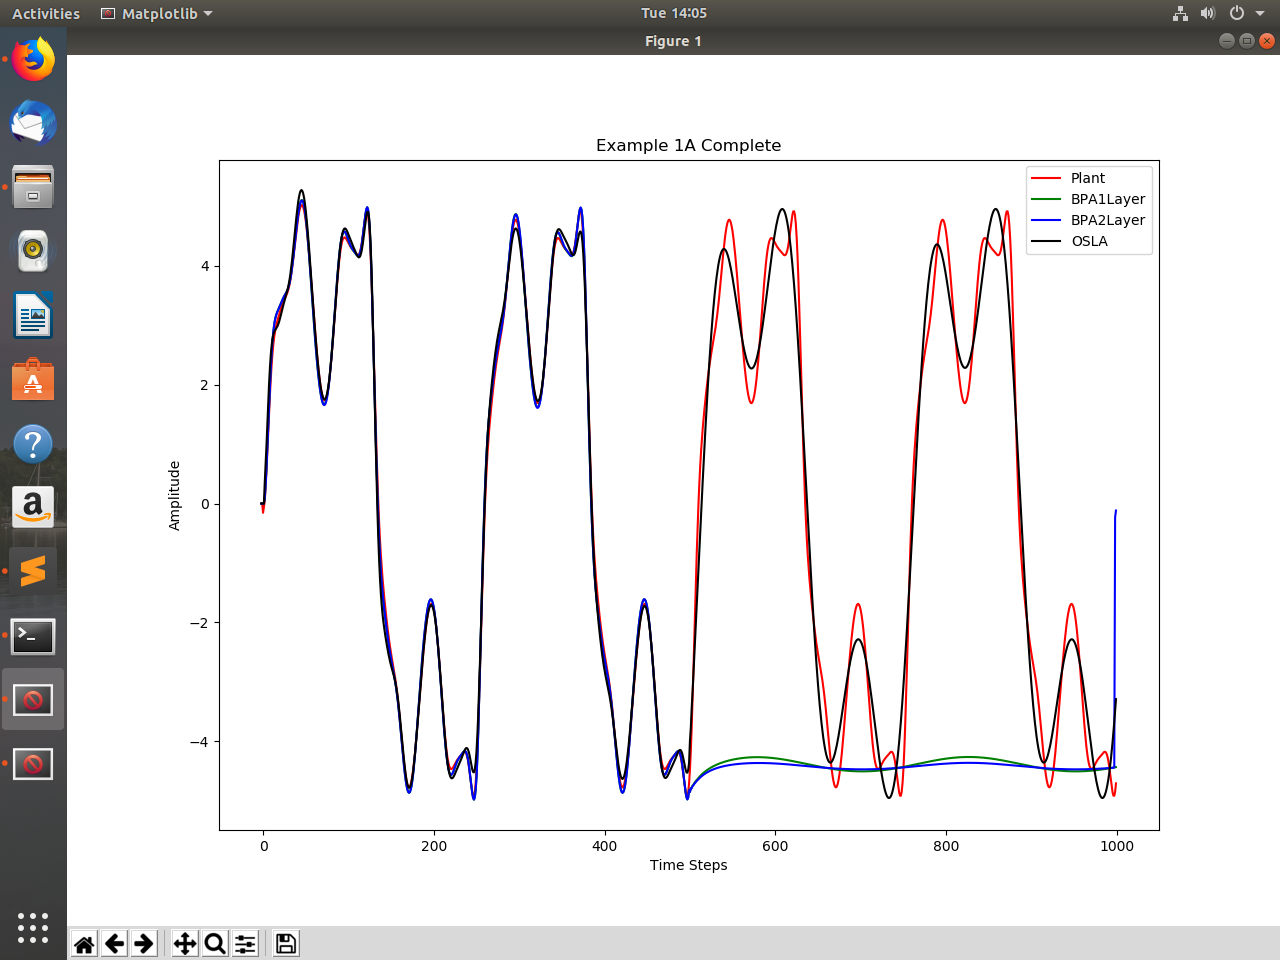 Activities
Matplotlib
Tue 14:05
Figure 1
Example 1A Complete
Plant
BPA1Layer
BPA2Layer
OSLA
4
2
0
−2
−4
Amplitude
0
200
400
600
800
1000
Time Steps